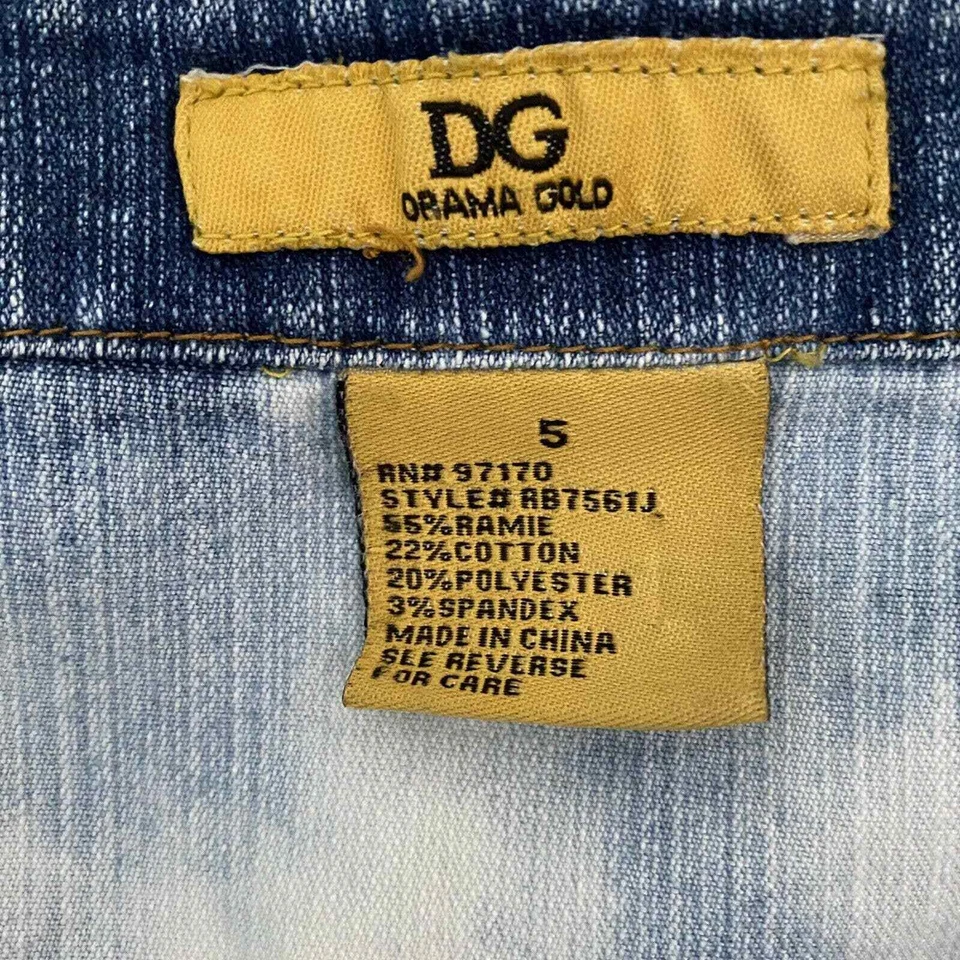 DG
DRAMA GOLD
5
RN# 97170
STYLE# RB7561J
55%RAMIE
22%COTTON
20%POLYESTER
3%SPANDEX
MADE IN CHINA
SEE REVERSE
FOR CARE